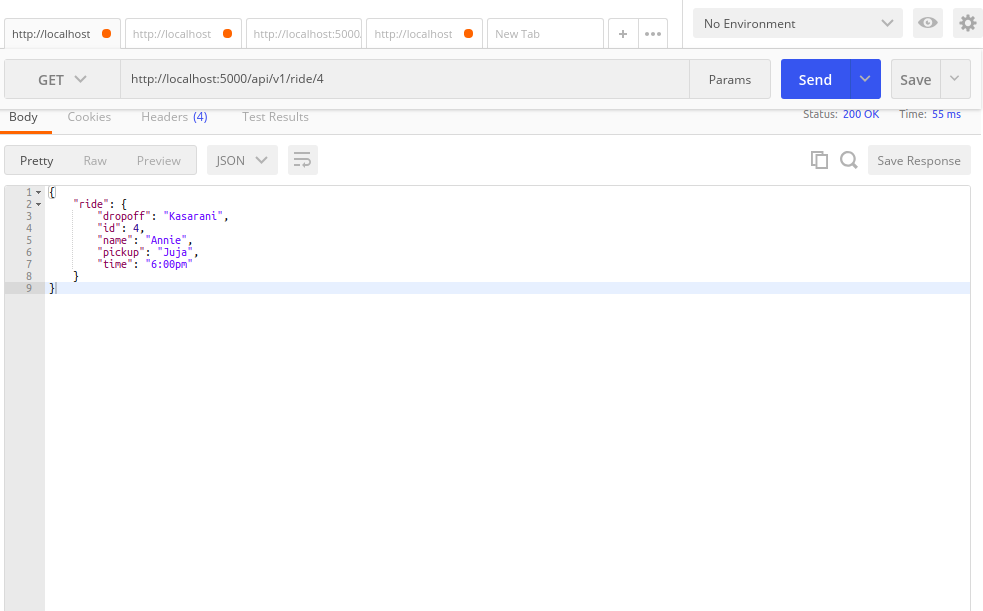 http://localhost http://localhost http://localhost:5000 http://localhost New Tab + ••• No Environment
GET http://localhost:5000/api/v1/ride/4 Params Send Save
Body Cookies Headers (4) Test Results Status: 200 OK Time: 55 ms
Pretty Raw Preview JSON Save Response
1 {
2 "ride": {
3 "dropoff": "Kasarani",
4 "id": 4,
5 "name": "Annie",
6 "pickup": "Juja",
7 "time": "6:00pm"
8 }
9 }